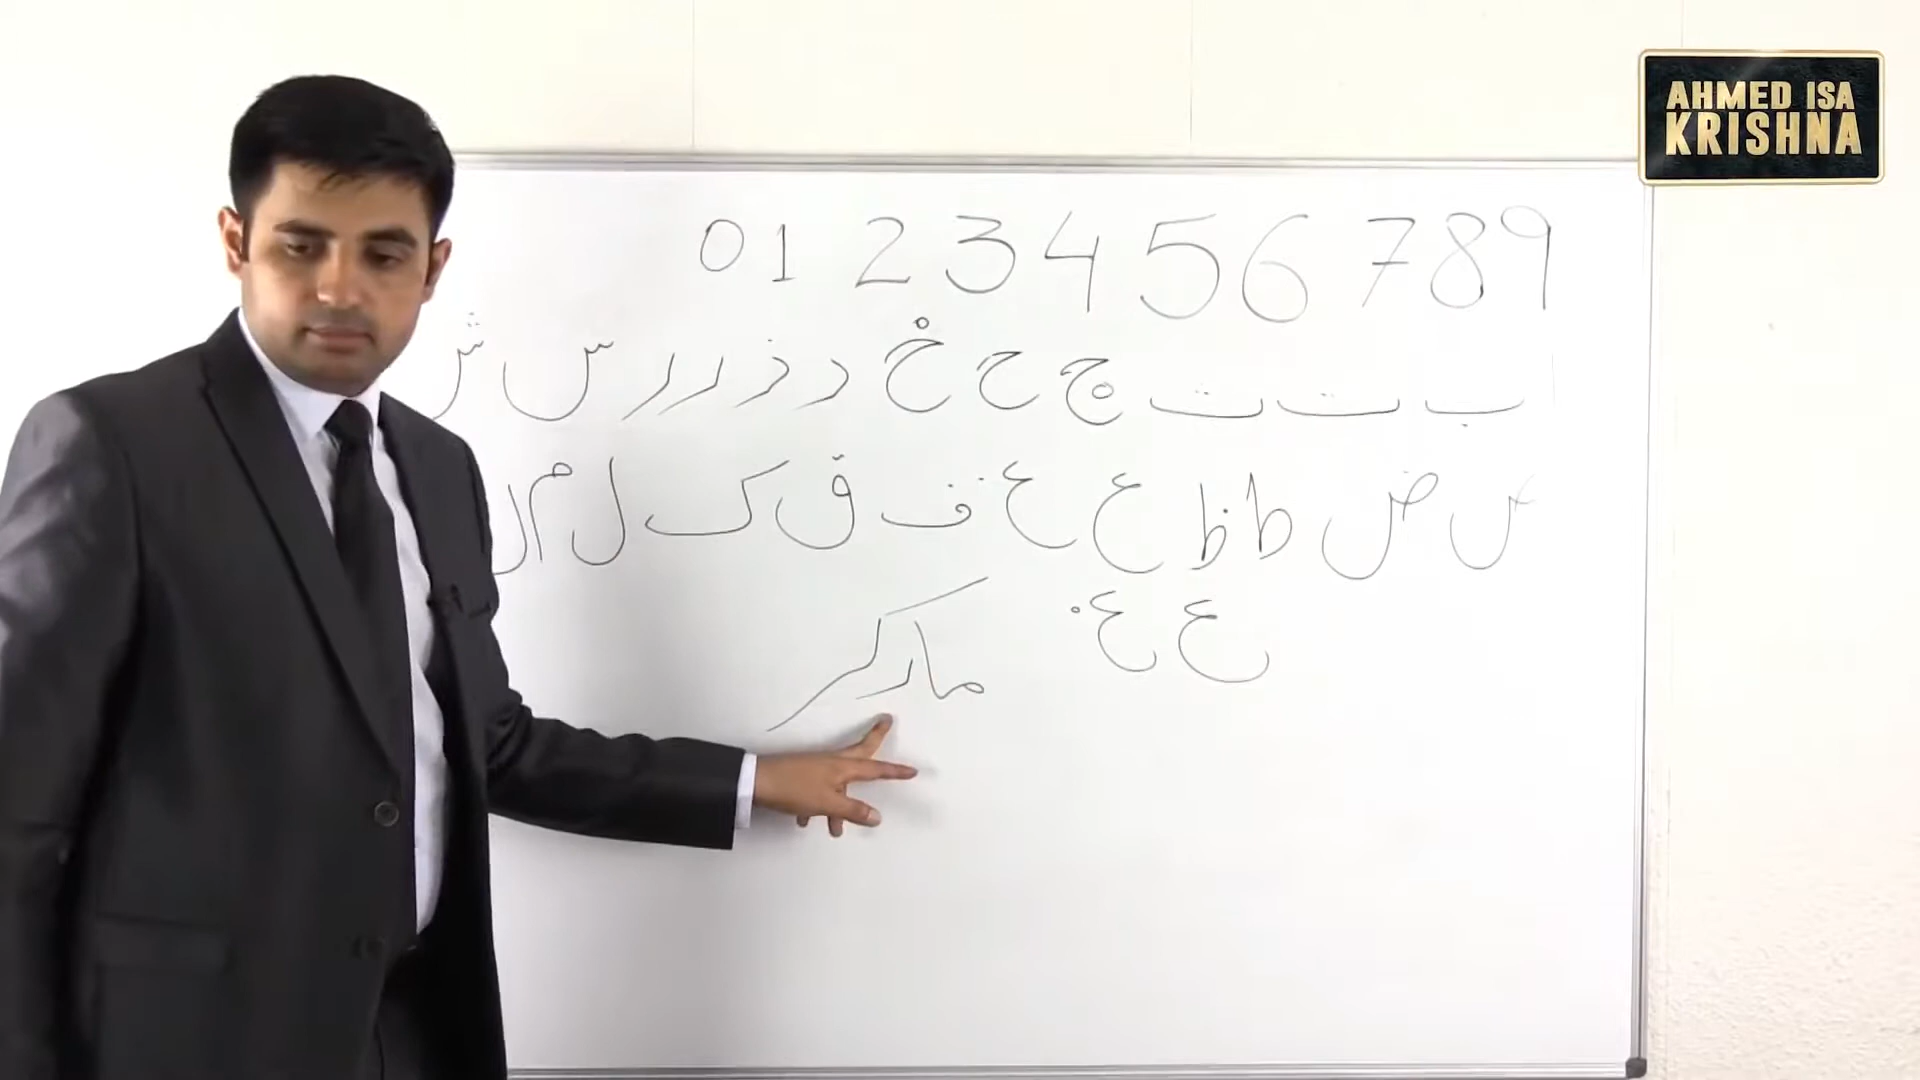 AHMED ISA
KRISHNA
0 1 2 3 4 5 6 7 8 9
ا ب ت ث ج ح خ د ذ ر ر س ش
ض ط ظ ع غ ف ق ک ل م
ع غ
مارکر